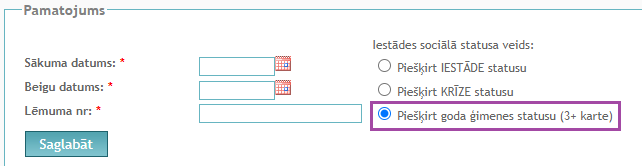 Pamatojums
Sākuma datums: *
Beigu datums: *
Lēmuma nr: *
Saglabāt
Iestādes sociālā statusa veids:
Piešķirt IESTĀDE statusu
Piešķirt KRĪZE statusu
Piešķirt goda ģimenes statusu (3+ karte)